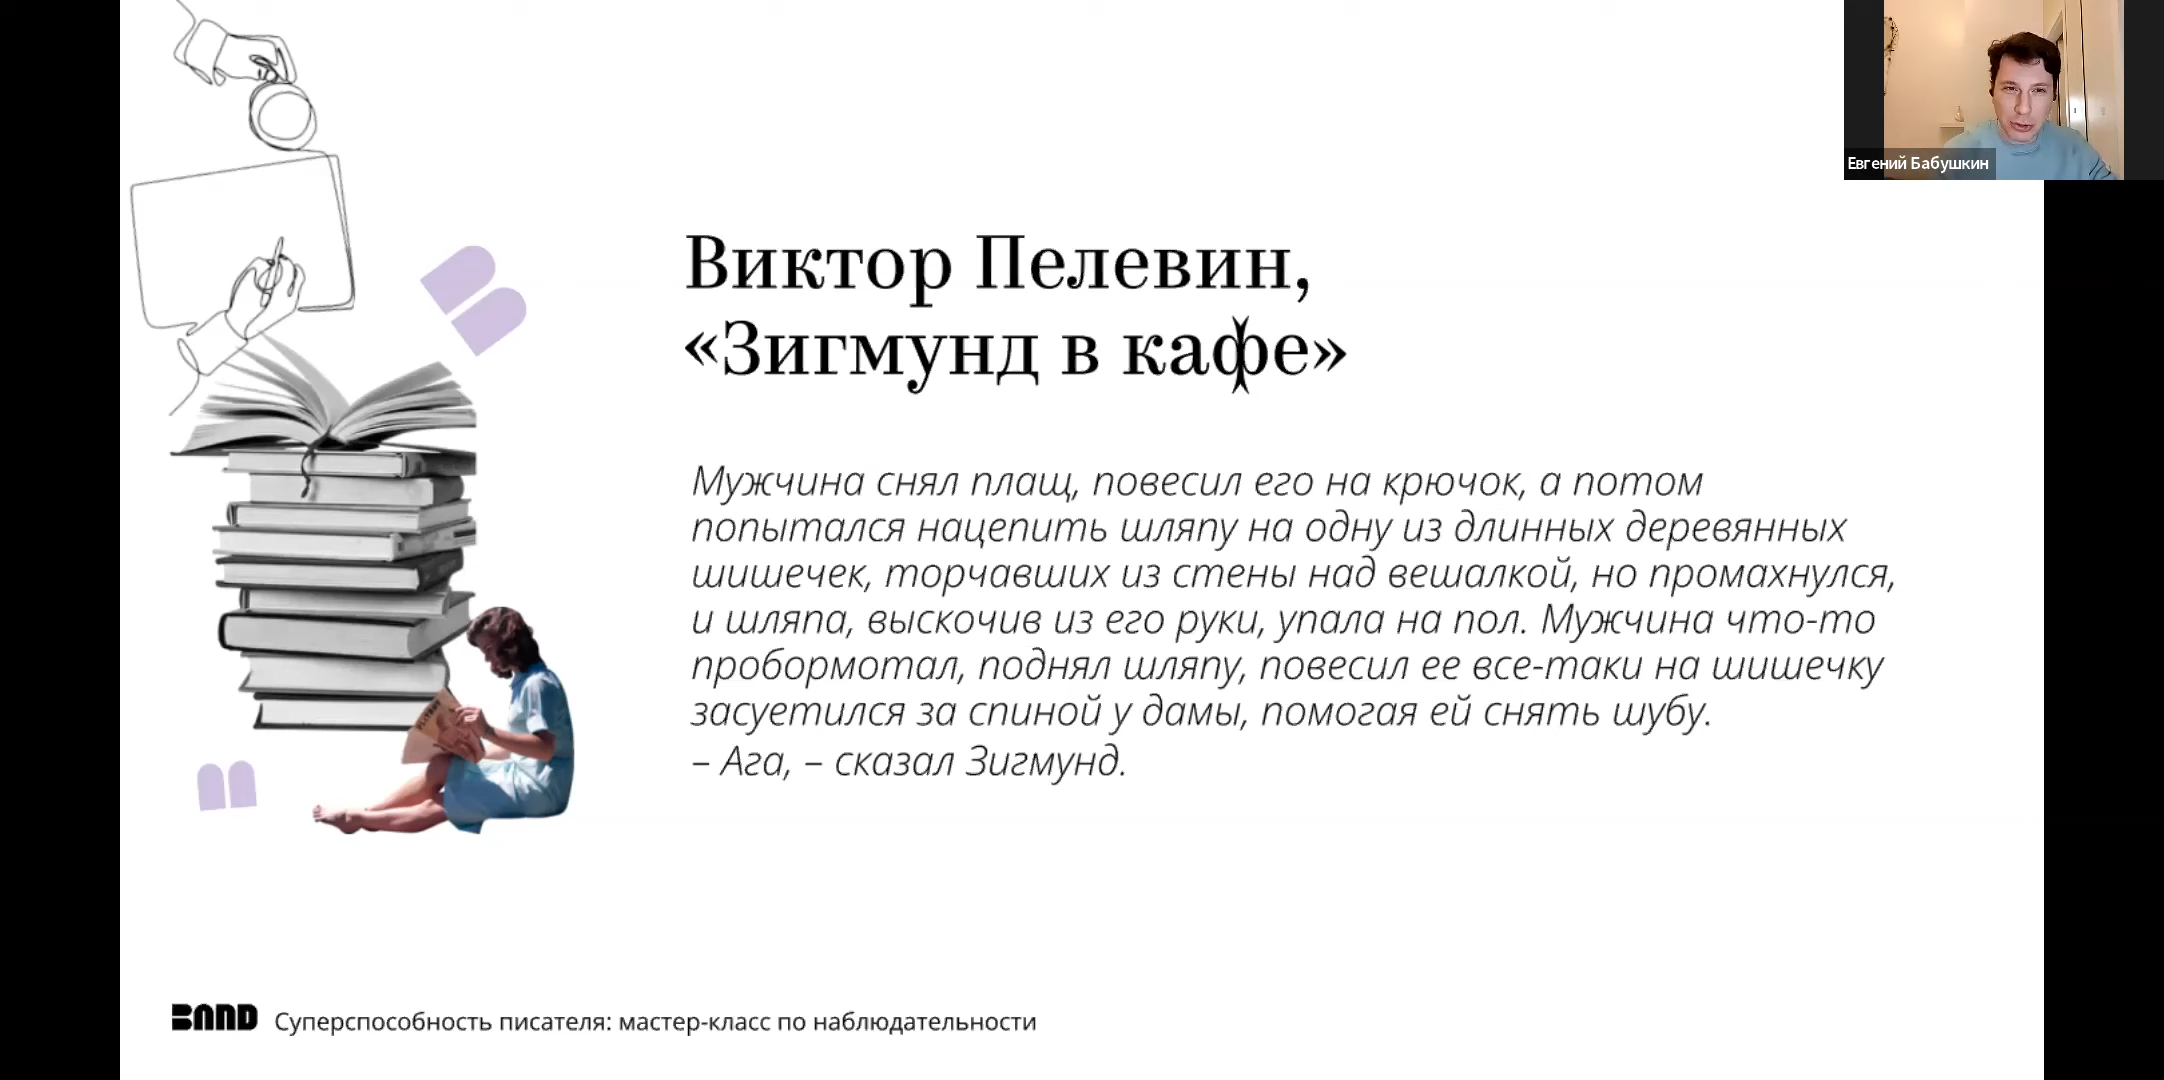 Евгений Бабушкин
Виктор Пелевин,
«Зигмунд в кафе»
Мужчина снял плащ, повесил его на крючок, а потом
попытался нацепить шляпу на одну из длинных деревянных
шишечек, торчавших из стены над вешалкой, но промахнулся,
и шляпа, выскочив из его руки, упала на пол. Мужчина что-то
пробормотал, поднял шляпу, повесил ее все-таки на шишечку
засуетился за спиной у дамы, помогая ей снять шубу.
– Ага, – сказал Зигмунд.
BAND Суперспособность писателя: мастер-класс по наблюдательности